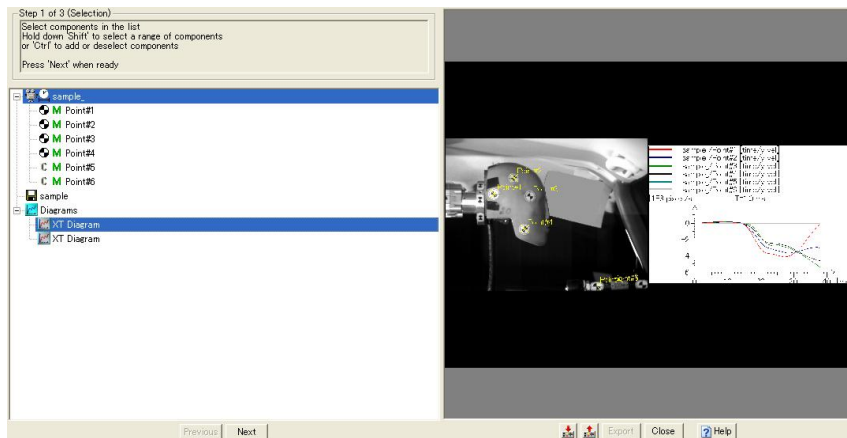 Step 1 of 3 (Selection)
Select components in the list
Hold down 'Shift' to select a range of components
or 'Ctrl' to add or deselect components
Press 'Next' when ready
sample_
M Point#1
M Point#2
M Point#3
M Point#4
C M Point#5
C M Point#6
sample
Diagrams
XT Diagram
XT Diagram
Previous
Next
Export
Close
Help